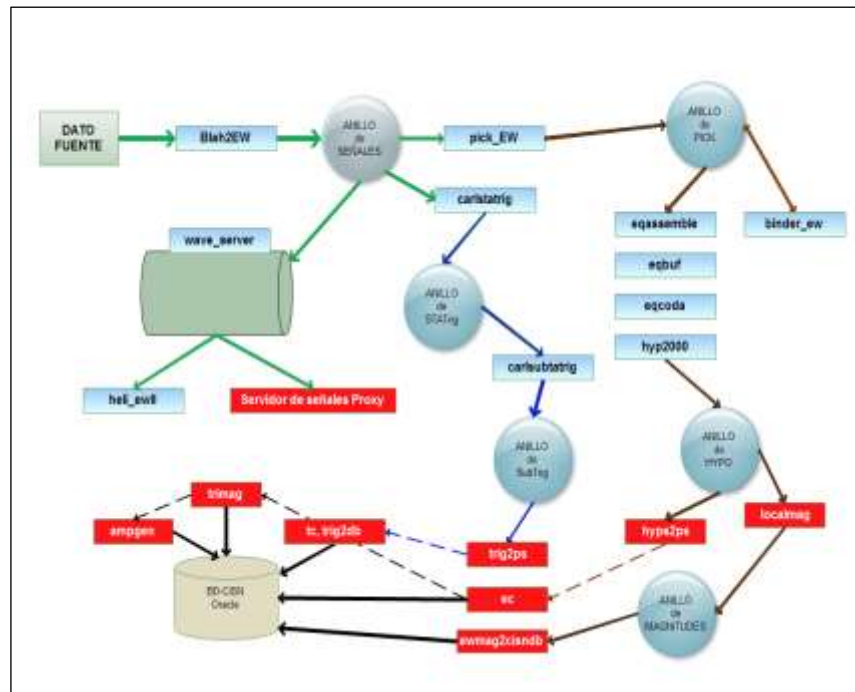 DATO
FUENTE
Blah2EW
ANILLO
de
SEÑALES
pick_EW
ANILLO
de
PICK
carlstatrig
eqassemble
binder_ew
wave_server
eqbuf
ANILLO
de
STATrig
eqcoda
hyp2000
carlsubtatrig
heli_ewII
Servidor de señales Proxy
ANILLO
de
SubTrig
ANILLO
de
HYPO
trimag
localmag
ampgen
tc, trig2db
hyps2ps
trig2ps
BD-CISN
Oracle
ec
ANILLO
de
MAGNITUDES
ewmag2cisndb